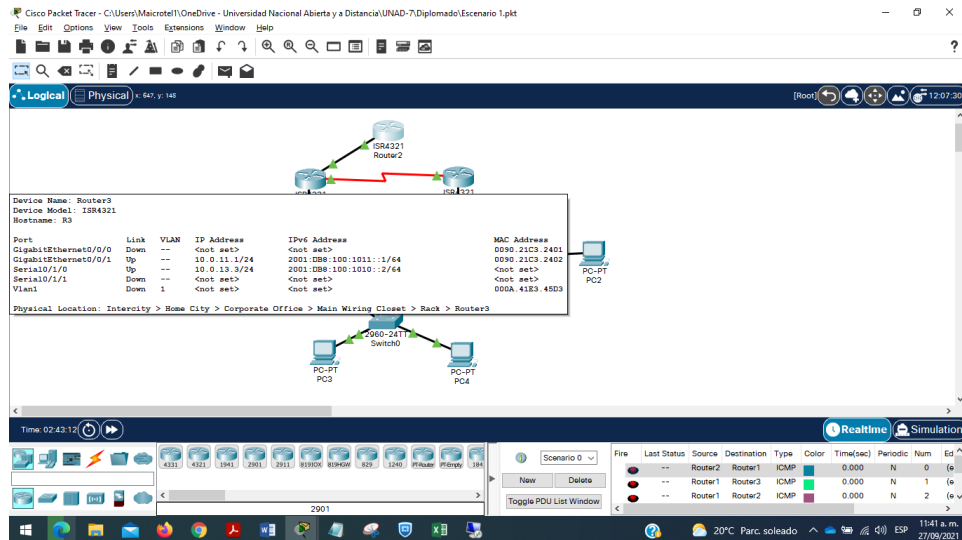 Cisco Packet Tracer - C:\Users\Maicrotel1\OneDrive - Universidad Nacional Abierta y a Distancia\UNAD-7\Diplomado\Escenario 1.pkt
File Edit Options View Tools Extensions Window Help
?
Logical Physical x: 647, y: 145 [Root] 12:07:30
ISR4321
Router2
Device Name: Router3
Device Model: ISR4321
Hostname: R3
Port Link VLAN IP Address IPv6 Address MAC Address
GigabitEthernet0/0/0 Down -- <not set> <not set> 0090.21C3.2401
GigabitEthernet0/0/1 Up -- 10.0.11.1/24 2001:DB8:100:1011::1/64 0090.21C3.2402
Serial0/1/0 Up -- 10.0.13.3/24 2001:DB8:100:1010::2/64 <not set>
Serial0/1/1 Down -- <not set> <not set> <not set>
Vlan1 Down 1 <not set> <not set> 000A.41E3.45D3
Physical Location: Intercity > Home City > Corporate Office > Main Wiring Closet > Rack > Router3
PC-PT
PC2
2960-24TT
Switch0
PC-PT
PC3
PC-PT
PC4
Time: 02:43:12 Realtime Simulation
4331 4321 1941 2901 2911 819IOX 819HGW 829 1240 PT-Router PT-Empty 184
2901
Scenario 0
New Delete
Toggle PDU List Window
Fire Last Status Source Destination Type Color Time(sec) Periodic Num Ed
-- Router2 Router1 ICMP 0.000 N 0 (e
-- Router1 Router3 ICMP 0.000 N 1 (e
-- Router1 Router2 ICMP 0.000 N 2 (e
20°C Parc. soleado ESP 11:41 a. m.
27/09/2021